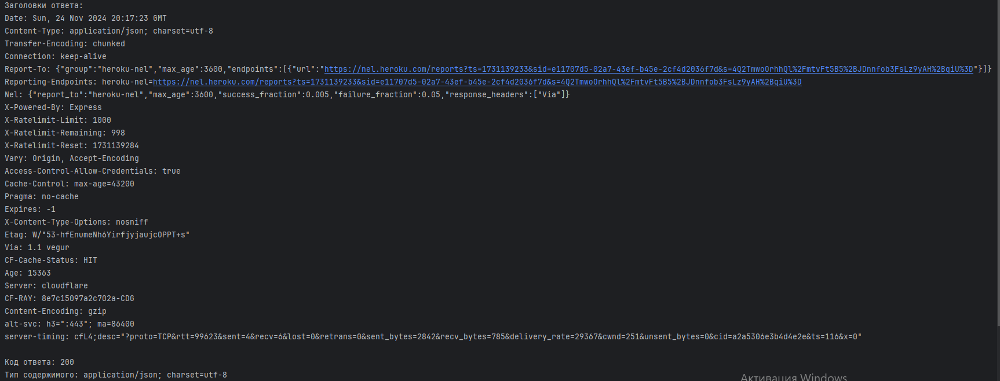 Заголовки ответа:
Date: Sun, 24 Nov 2024 20:17:23 GMT
Content-Type: application/json; charset=utf-8
Transfer-Encoding: chunked
Connection: keep-alive
Report-To: {"group":"heroku-nel","max_age":3600,"endpoints":[{"url":"https://nel.heroku.com/reports?ts=1731139233&sid=e11707d5-02a7-43ef-b45e-2cf4d2036f7d&s=4Q2TmwoOrhhQl%2FmtvFt5B5%2BJDnnfob3FsLz9yAH%2BqiU%3D"}]}
Reporting-Endpoints: heroku-nel=https://nel.heroku.com/reports?ts=1731139233&sid=e11707d5-02a7-43ef-b45e-2cf4d2036f7d&s=4Q2TmwoOrhhQl%2FmtvFt5B5%2BJDnnfob3FsLz9yAH%2BqiU%3D
Nel: {"report_to":"heroku-nel","max_age":3600,"success_fraction":0.005,"failure_fraction":0.05,"response_headers":["Via"]}
X-Powered-By: Express
X-Ratelimit-Limit: 1000
X-Ratelimit-Remaining: 998
X-Ratelimit-Reset: 1731139284
Vary: Origin, Accept-Encoding
Access-Control-Allow-Credentials: true
Cache-Control: max-age=43200
Pragma: no-cache
Expires: -1
X-Content-Type-Options: nosniff
Etag: W/"53-hfEnumeNh6YirfjyjaujcOPPT+s"
Via: 1.1 vegur
CF-Cache-Status: HIT
Age: 15363
Server: cloudflare
CF-RAY: 8e7c15097a2c702a-CDG
Content-Encoding: gzip
alt-svc: h3=":443"; ma=86400
server-timing: cfL4;desc="?proto=TCP&rtt=99623&sent=4&recv=6&lost=0&retrans=0&sent_bytes=2842&recv_bytes=785&delivery_rate=29367&cwnd=251&unsent_bytes=0&cid=a2a5306e3b4d4e2e&ts=116&x=0"
Код ответа: 200
Тип содержимого: application/json; charset=utf-8
Активация Windows